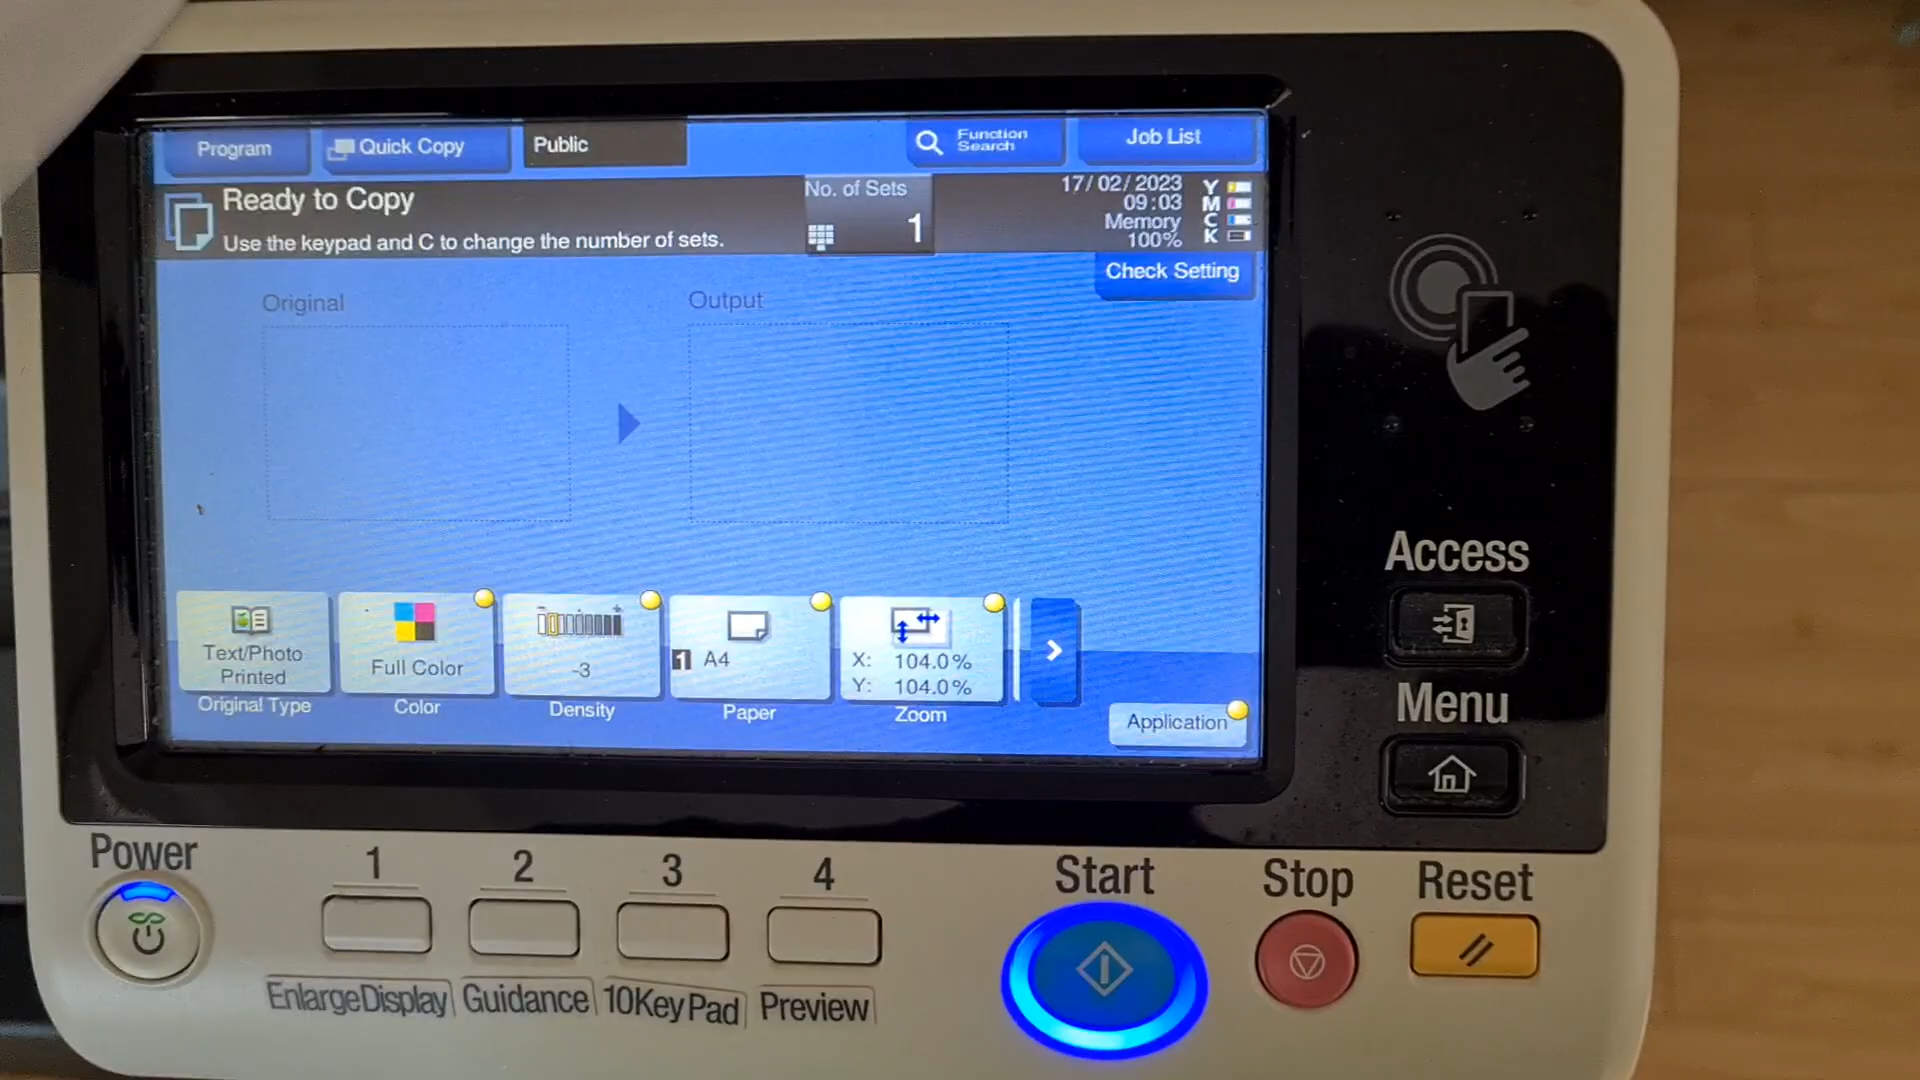 Program
Quick Copy
Public
Function
Search
Job List
Ready to Copy
Use the keypad and C to change the number of sets.
No. of Sets
1
17/02/2023
09:03
Memory
100%
Y
M
C
K
Check Setting
Original
Output
Text/Photo
Printed
Original Type
Full Color
Color
- +
-3
Density
1 A4
Paper
X: 104.0%
Y: 104.0%
Zoom
Application
Access
Menu
Power
1
2
3
4
Start
Stop
Reset
EnlargeDisplay
Guidance
10KeyPad
Preview